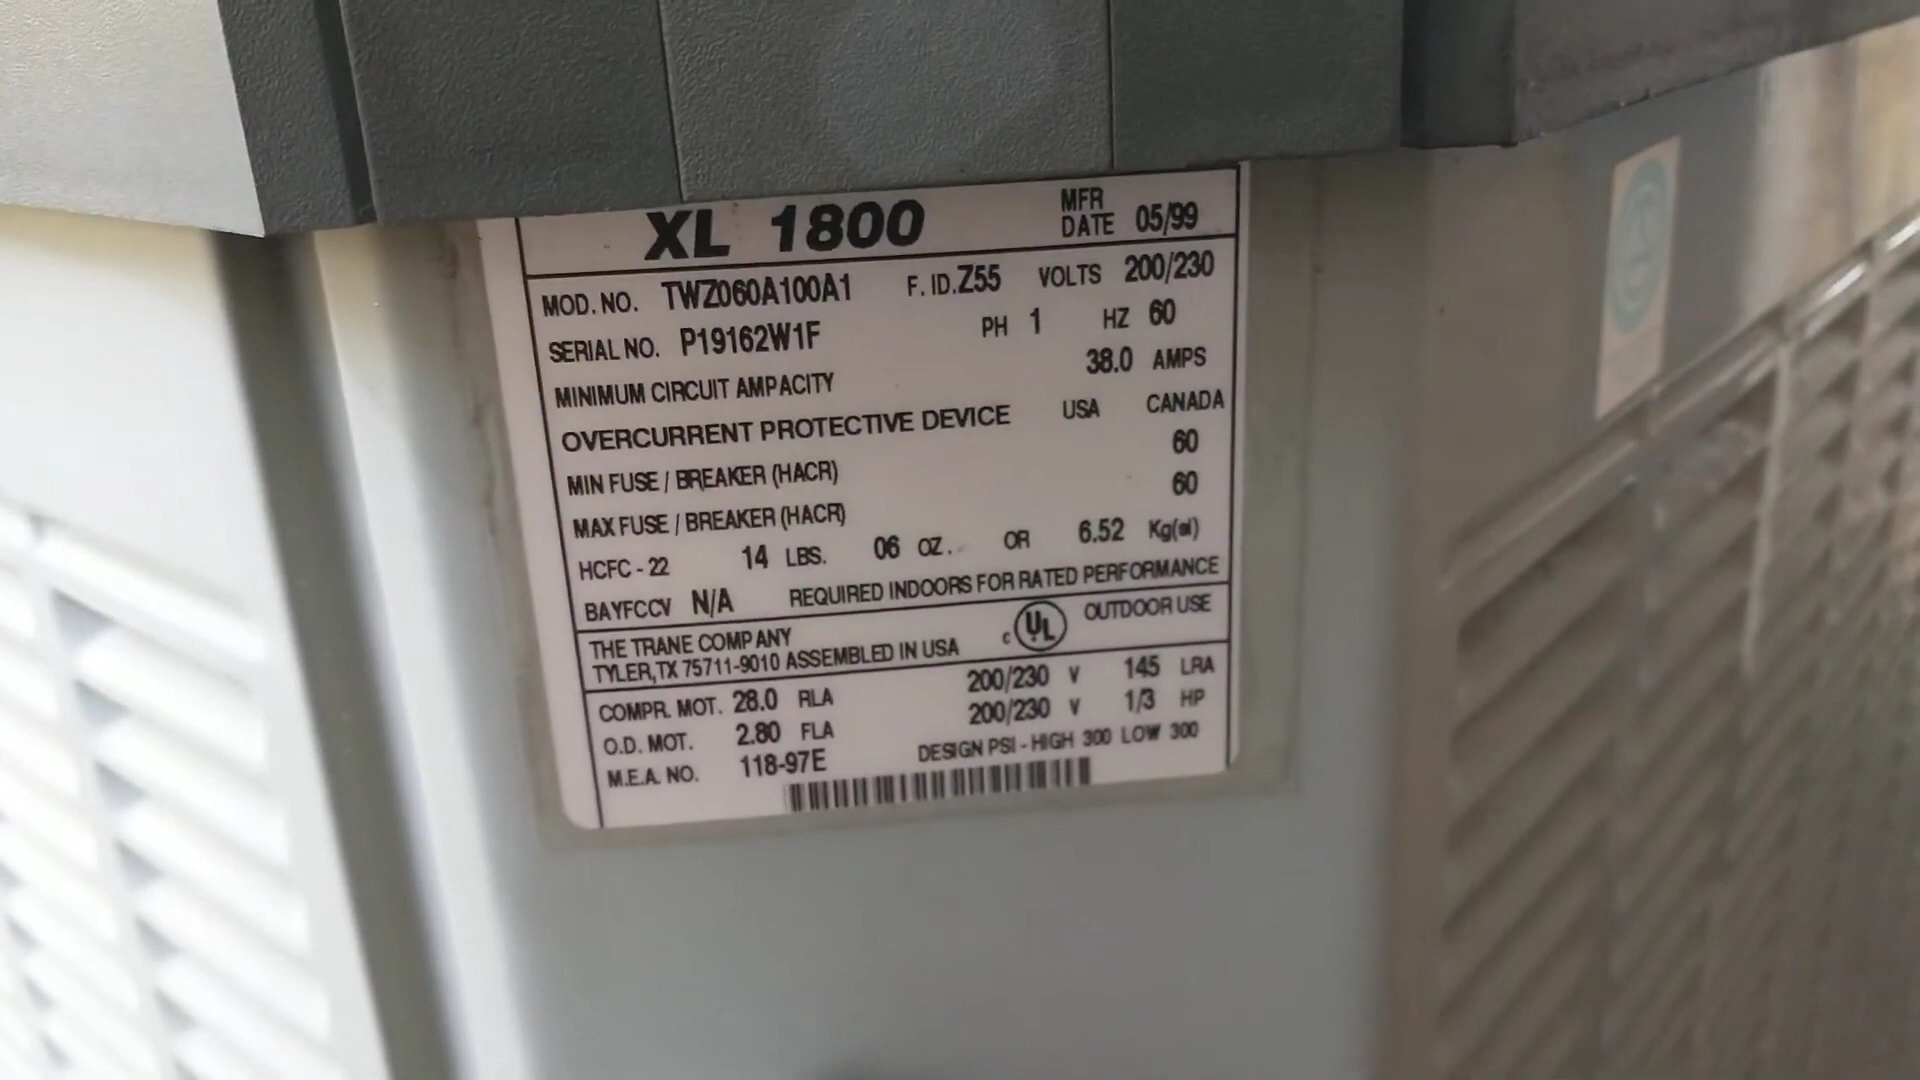 XL 1800 MFR DATE 05/99
MOD. NO. TWZ060A100A1 F. ID.Z55 VOLTS 200/230
SERIAL NO. P19162W1F PH 1 HZ 60
MINIMUM CIRCUIT AMPACITY 38.0 AMPS
OVERCURRENT PROTECTIVE DEVICE USA CANADA
MIN FUSE / BREAKER (HACR) 60
MAX FUSE / BREAKER (HACR) 60
HCFC - 22 14 LBS. 06 OZ. OR 6.52 Kg(sl)
BAYFCCV N/A REQUIRED INDOORS FOR RATED PERFORMANCE
THE TRANE COMPANY
TYLER, TX 75711-9010 ASSEMBLED IN USA c UL OUTDOOR USE
COMPR. MOT. 28.0 RLA 200/230 V 145 LRA
O.D. MOT. 2.80 FLA 200/230 V 1/3 HP
M.E.A. NO. 118-97E DESIGN PSI - HIGH 300 LOW 300